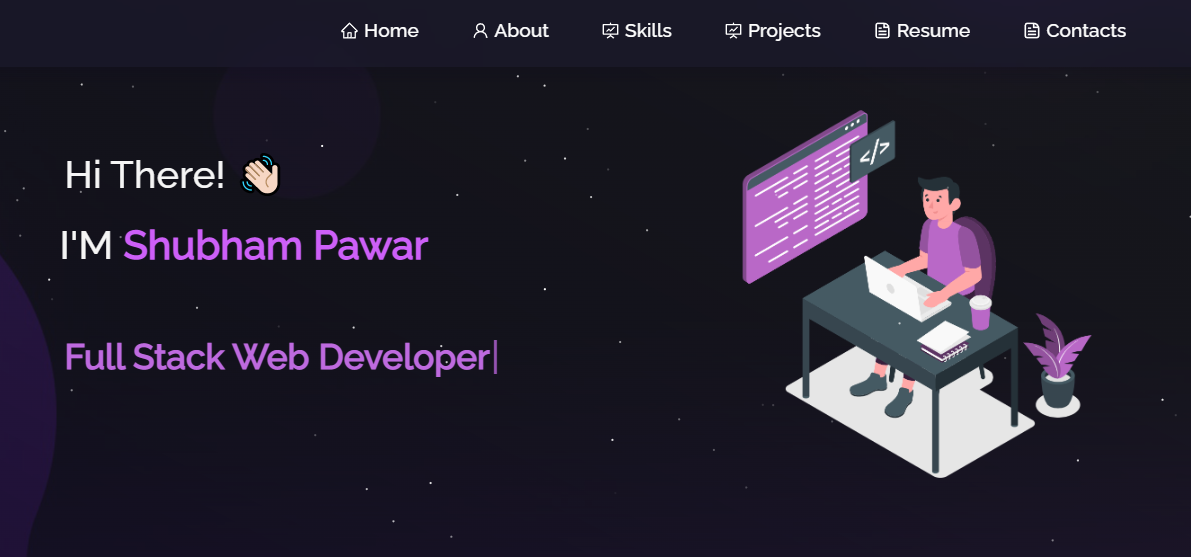 Home About Skills Projects Resume Contacts
Hi There! 👋🏻
I'M Shubham Pawar
Full Stack Web Developer|
</>